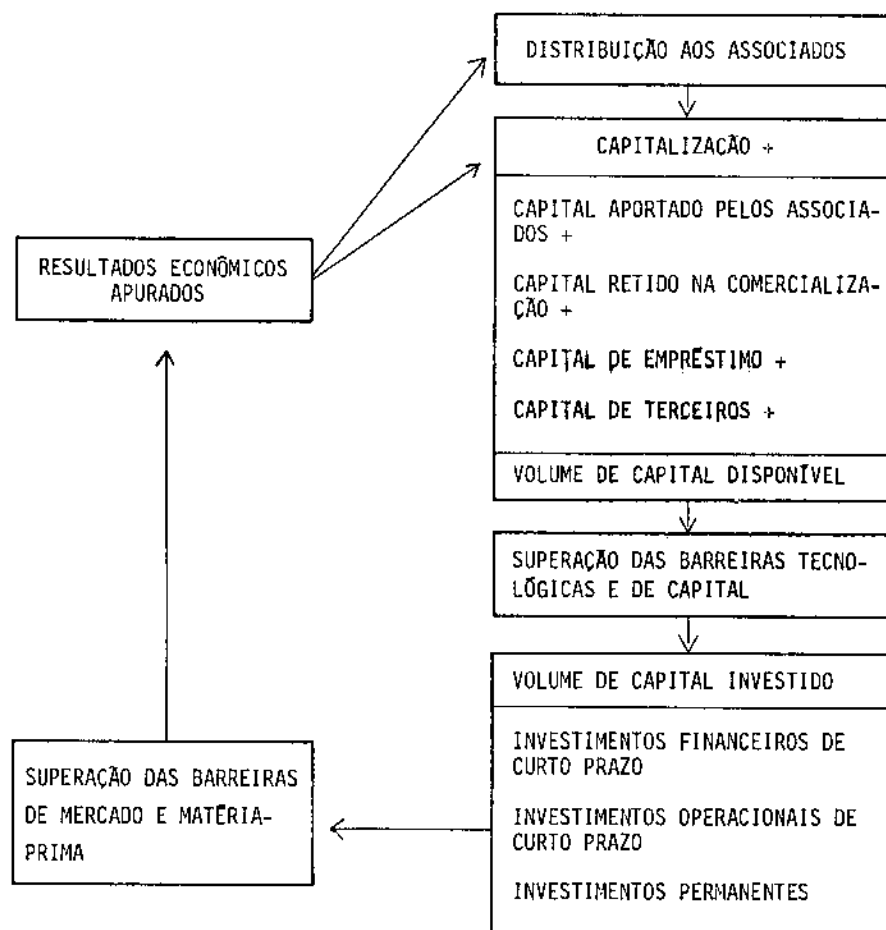 DISTRIBUIÇÃO AOS ASSOCIADOS
CAPITALIZAÇÃO +
CAPITAL APORTADO PELOS ASSOCIA-
DOS +
CAPITAL RETIDO NA COMERCIALIZA-
ÇÃO +
CAPITAL DE EMPRÉSTIMO +
CAPITAL DE TERCEIROS +
VOLUME DE CAPITAL DISPONÍVEL
RESULTADOS ECONÔMICOS
APURADOS
SUPERAÇÃO DAS BARREIRAS TECNO-
LÓGICAS E DE CAPITAL
VOLUME DE CAPITAL INVESTIDO
INVESTIMENTOS FINANCEIROS DE
CURTO PRAZO
INVESTIMENTOS OPERACIONAIS DE
CURTO PRAZO
INVESTIMENTOS PERMANENTES
SUPERAÇÃO DAS BARREIRAS
DE MERCADO E MATÉRIA-
PRIMA